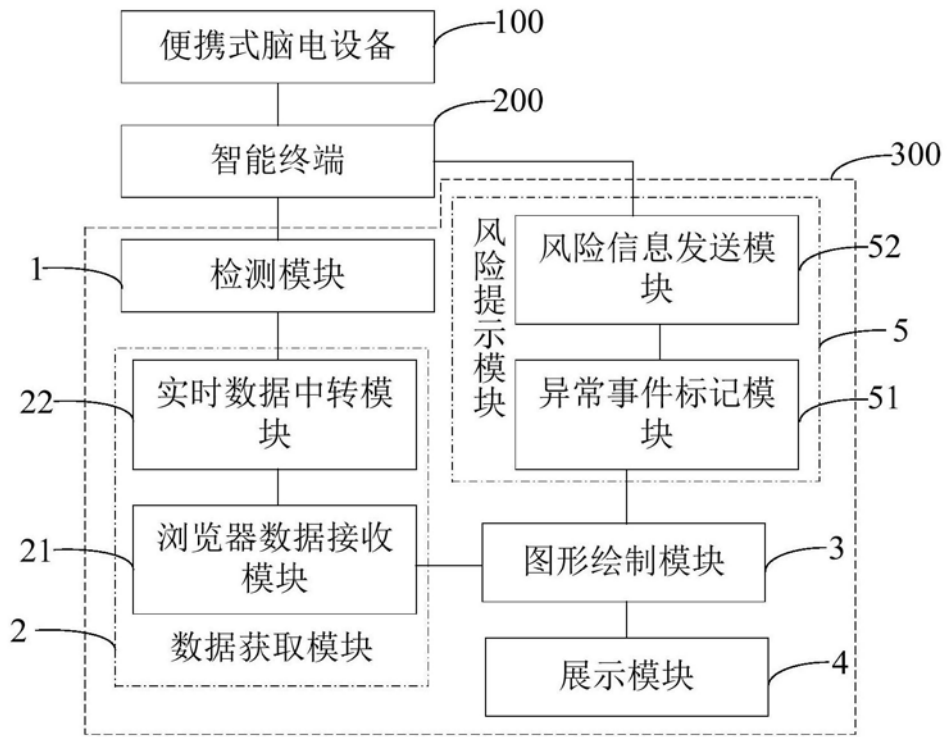 便携式脑电设备
100
智能终端
200
300
检测模块
1
风险提示模块
风险信息发送模
块
52
5
实时数据中转模
块
22
异常事件标记模
块
51
浏览器数据接收
模块
21
图形绘制模块
3
2
数据获取模块
展示模块
4